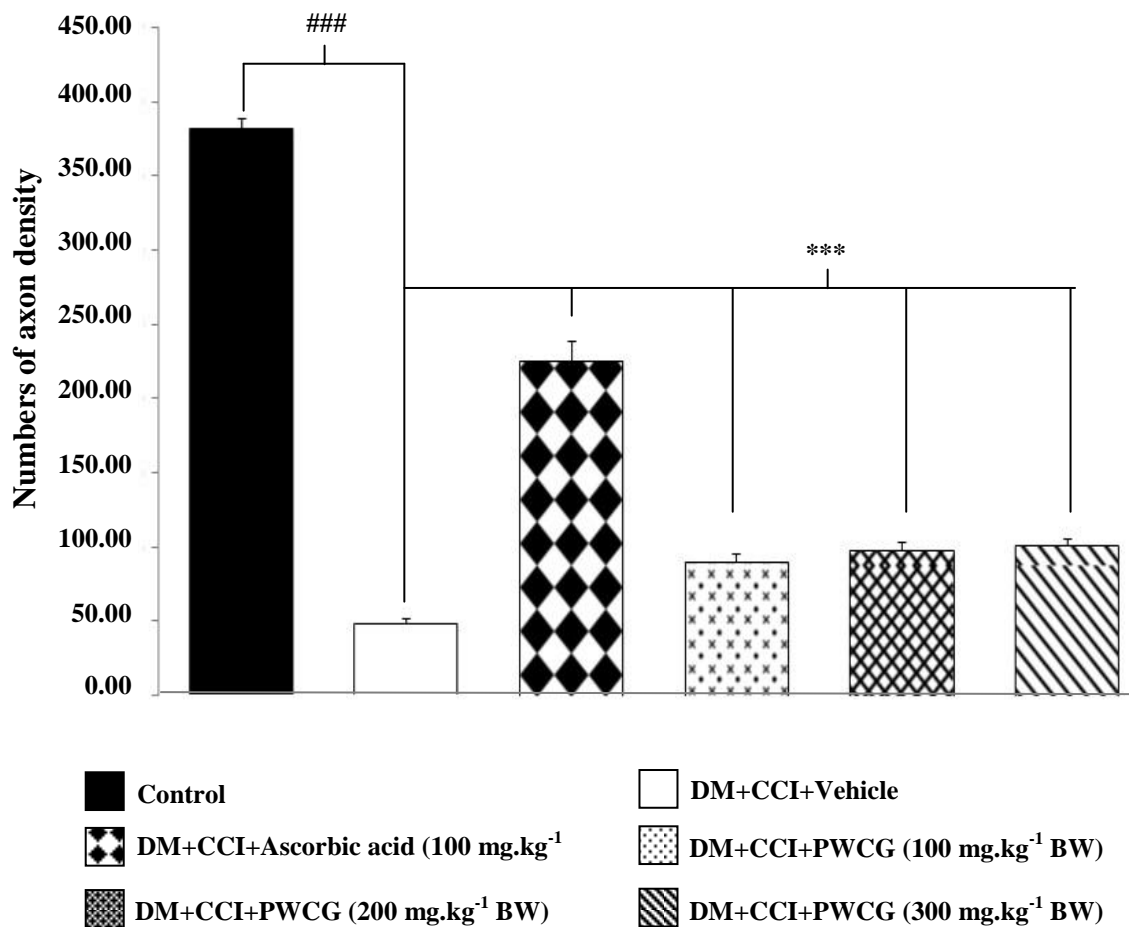 450.00
###
400.00
350.00
300.00
***
250.00
200.00
150.00
100.00
50.00
0.00
Numbers of axon density
Control
DM+CCI+Vehicle
DM+CCI+Ascorbic acid (100 mg.kg⁻¹
DM+CCI+PWCG (100 mg.kg⁻¹ BW)
DM+CCI+PWCG (200 mg.kg⁻¹ BW)
DM+CCI+PWCG (300 mg.kg⁻¹ BW)